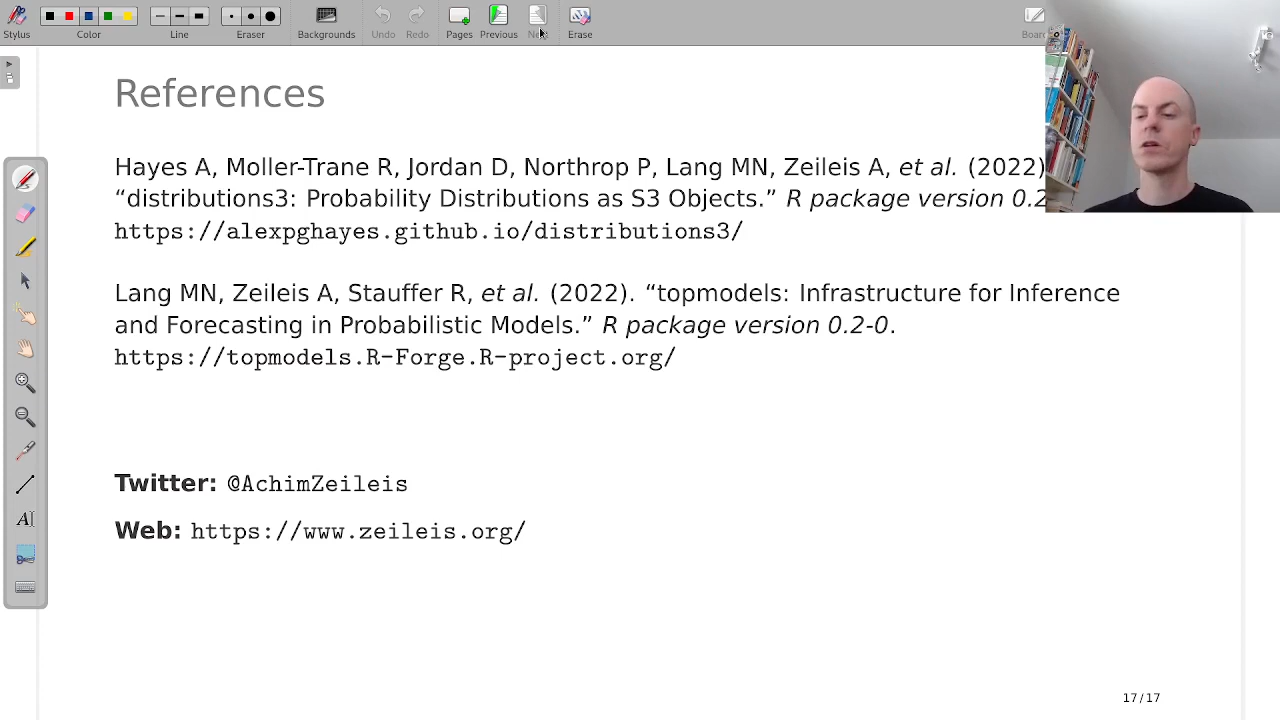 Stylus
Color
Line
Eraser
Backgrounds
Undo
Redo
Pages
Previous
Erase
References
Hayes A, Moller-Trane R, Jordan D, Northrop P, Lang MN, Zeileis A, et al. (2022)
“distributions3: Probability Distributions as S3 Objects.” R package version 0.2
https://alexpghayes.github.io/distributions3/
Lang MN, Zeileis A, Stauffer R, et al. (2022). “topmodels: Infrastructure for Inference
and Forecasting in Probabilistic Models.” R package version 0.2-0.
https://topmodels.R-Forge.R-project.org/
Twitter: @AchimZeileis
Web: https://www.zeileis.org/
17/17